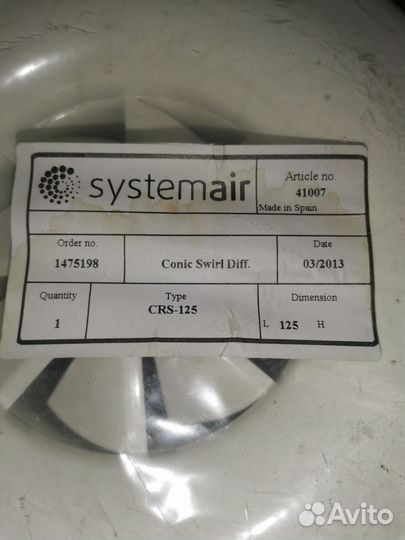 systemair
Article no.
41007
Made in Spain
Order no.
1475198
Conic Swirl Diff.
Date
03/2013
Quantity
1
Type
CRS-125
Dimension
L 125 H
Avito